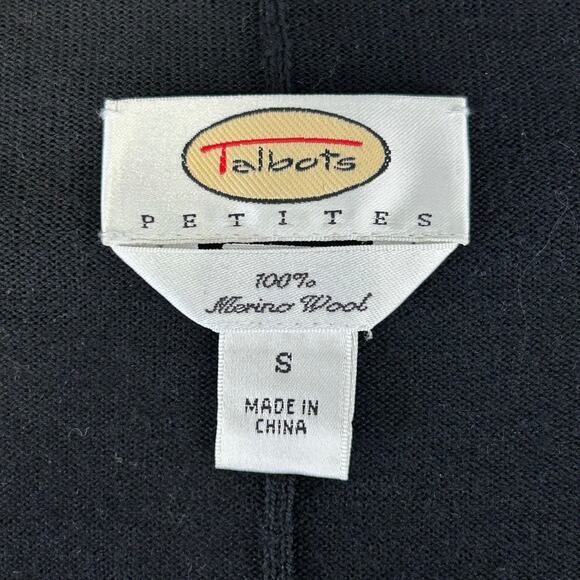 Talbots
PETITES
100%
Merino Wool
S
MADE IN
CHINA